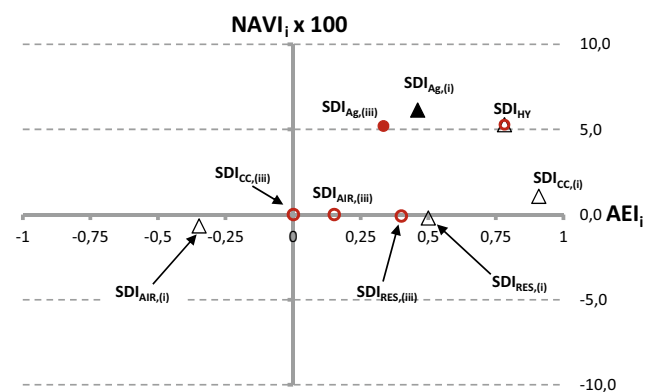 NAVIi x 100
10,0
SDIAg,(i)
SDIAg,(iii)
SDIHY
5,0
SDICC,(iii)
SDIAIR,(iii)
SDICC,(i)
0,0 AEIi
-1 -0,75 -0,5 -0,25 0 0,25 0,5 0,75 1
SDIAIR,(i)
SDIRES,(iii)
SDIRES,(i)
-5,0
-10,0